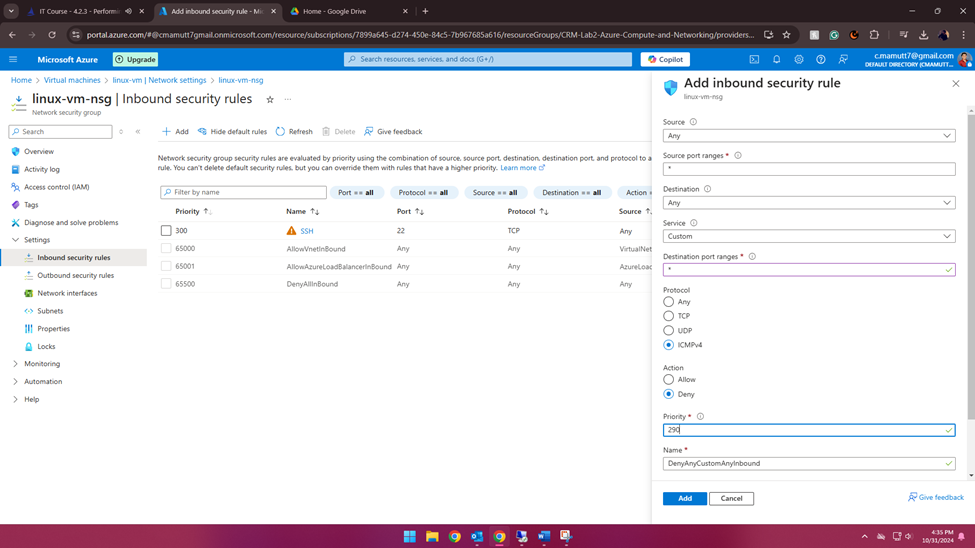 IT Course - 4.2.3 - Performin
Add inbound security rule - Mic
Home - Google Drive
portal.azure.com/#@cmamutt7gmail.onmicrosoft.com/resource/subscriptions/7899a645-d274-450e-84c5-7b967685a616/resourceGroups/CRM-Lab2-Azure-Compute-and-Networking/providers...
Microsoft Azure
Upgrade
Search resources, services, and docs (G+/)
Copilot
c.mamutt7@gmail.com
DEFAULT DIRECTORY (CMAMUTT...
Home > Virtual machines > linux-vm | Network settings > linux-vm-nsg
linux-vm-nsg | Inbound security rules
Network security group
Search
Overview
Activity log
Access control (IAM)
Tags
Diagnose and solve problems
Settings
Inbound security rules
Outbound security rules
Network interfaces
Subnets
Properties
Locks
Monitoring
Automation
Help
Add
Hide default rules
Refresh
Delete
Give feedback
Network security group security rules are evaluated by priority using the combination of source, source port, destination, destination port, and protocol to a
rule. You can't delete default security rules, but you can override them with rules that have a higher priority. Learn more
Filter by name
Port == all
Protocol == all
Source == all
Destination == all
Action =
Priority ↑
Name ↑↓
Port ↑↓
Protocol ↑↓
Source ↑↓
300 SSH 22 TCP Any
65000 AllowVnetInBound Any Any VirtualNet
65001 AllowAzureLoadBalancerInBound Any Any AzureLoad
65500 DenyAllInBound Any Any Any
Add inbound security rule
linux-vm-nsg
Source
Any
Source port ranges *
*
Destination
Any
Service
Custom
Destination port ranges *
*
Protocol
Any
TCP
UDP
ICMPv4
Action
Allow
Deny
Priority *
290
Name *
DenyAnyCustomAnyInbound
Add
Cancel
Give feedback
4:35 PM
10/31/2024